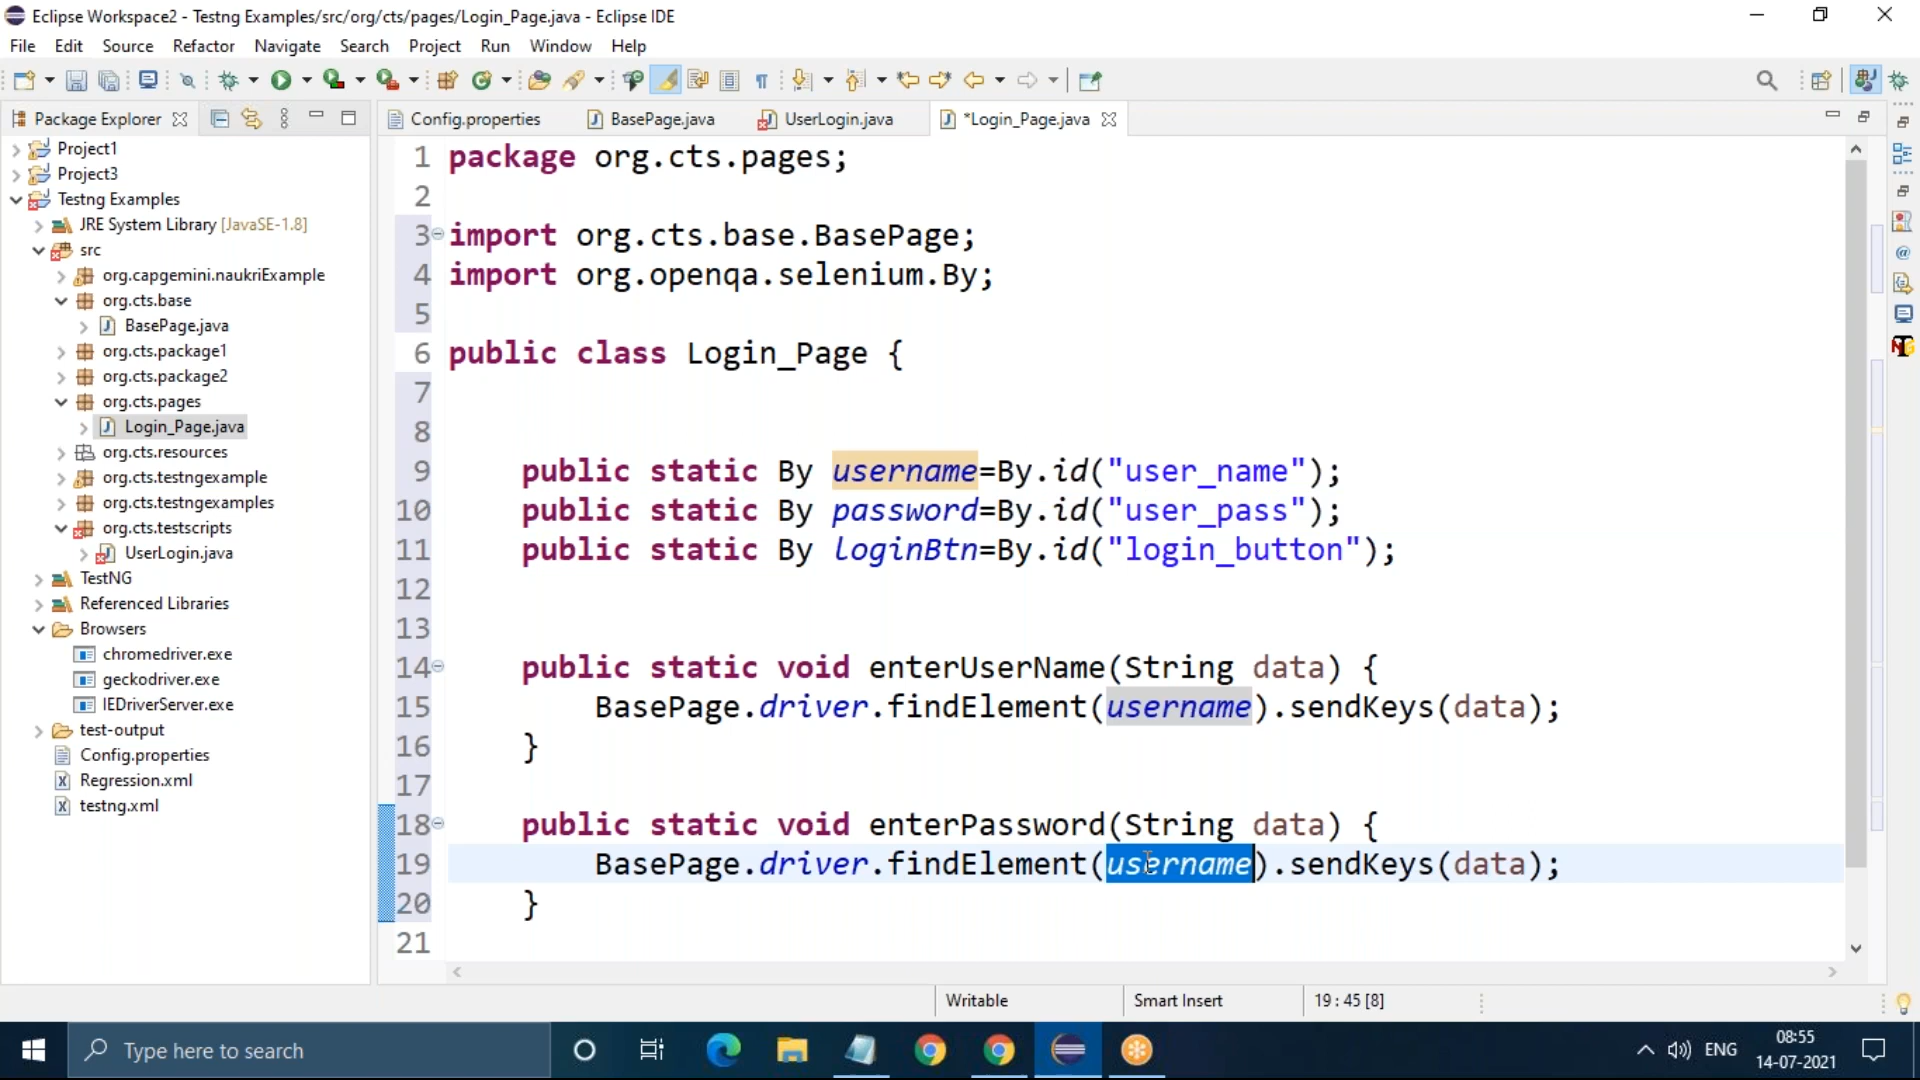 Eclipse Workspace2 - Testng Examples/src/org/cts/pages/Login_Page.java - Eclipse IDE
File Edit Source Refactor Navigate Search Project Run Window Help
Package Explorer
Config.properties
BasePage.java
UserLogin.java
*Login_Page.java
Project1
Project3
Testng Examples
JRE System Library [JavaSE-1.8]
src
org.capgemini.naukriExample
org.cts.base
BasePage.java
org.cts.package1
org.cts.package2
org.cts.pages
Login_Page.java
org.cts.resources
org.cts.testngexample
org.cts.testngexamples
org.cts.testscripts
UserLogin.java
TestNG
Referenced Libraries
Browsers
chromedriver.exe
geckodriver.exe
IEDriverServer.exe
test-output
Config.properties
Regression.xml
testng.xml
1 package org.cts.pages;
2
3 import org.cts.base.BasePage;
4 import org.openqa.selenium.By;
5
6 public class Login_Page {
7
8
9 public static By username=By.id("user_name");
10 public static By password=By.id("user_pass");
11 public static By loginBtn=By.id("login_button");
12
13
14 public static void enterUserName(String data) {
15 BasePage.driver.findElement(username).sendKeys(data);
16 }
17
18 public static void enterPassword(String data) {
19 BasePage.driver.findElement(username).sendKeys(data);
20 }
21
Writable
Smart Insert
19 : 45 [8]
Type here to search
ENG
08:55
14-07-2021